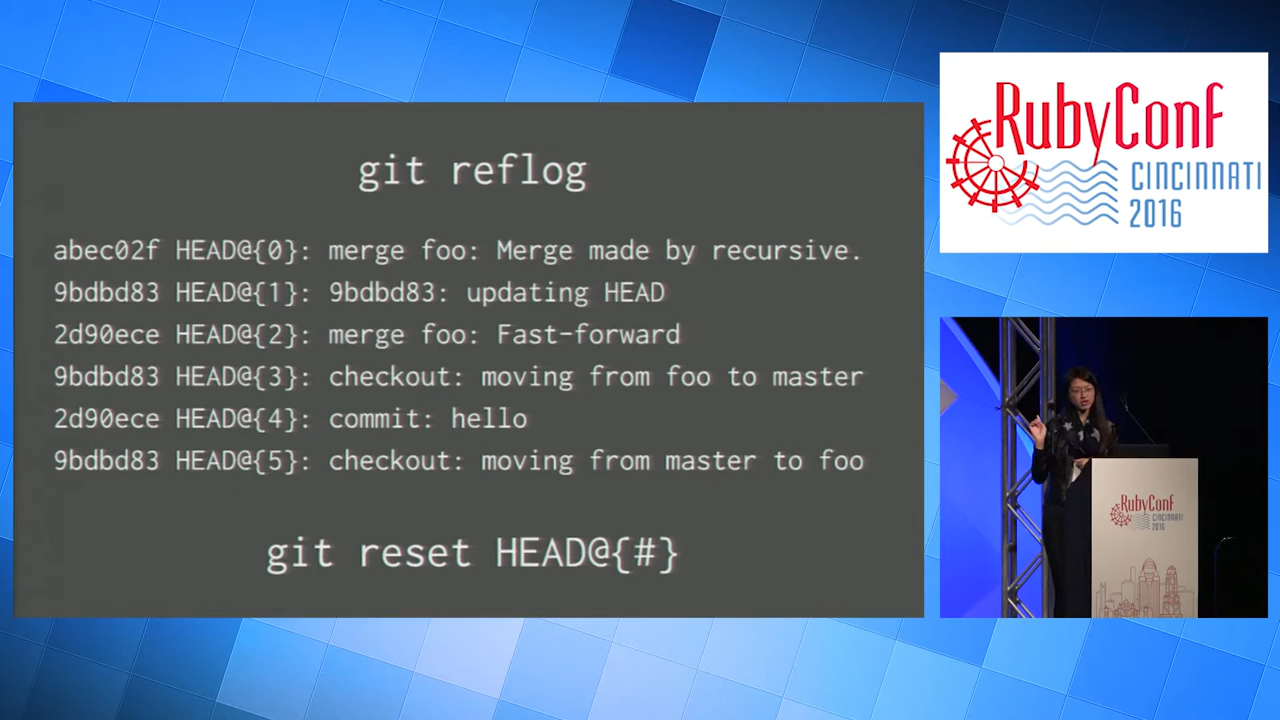 git reflog
abec02f HEAD@{0}: merge foo: Merge made by recursive.
9bdbd83 HEAD@{1}: 9bdbd83: updating HEAD
2d90ece HEAD@{2}: merge foo: Fast-forward
9bdbd83 HEAD@{3}: checkout: moving from foo to master
2d90ece HEAD@{4}: commit: hello
9bdbd83 HEAD@{5}: checkout: moving from master to foo
git reset HEAD@{#}
RubyConf
CINCINNATI
2016
RubyConf
CINCINNATI
2016